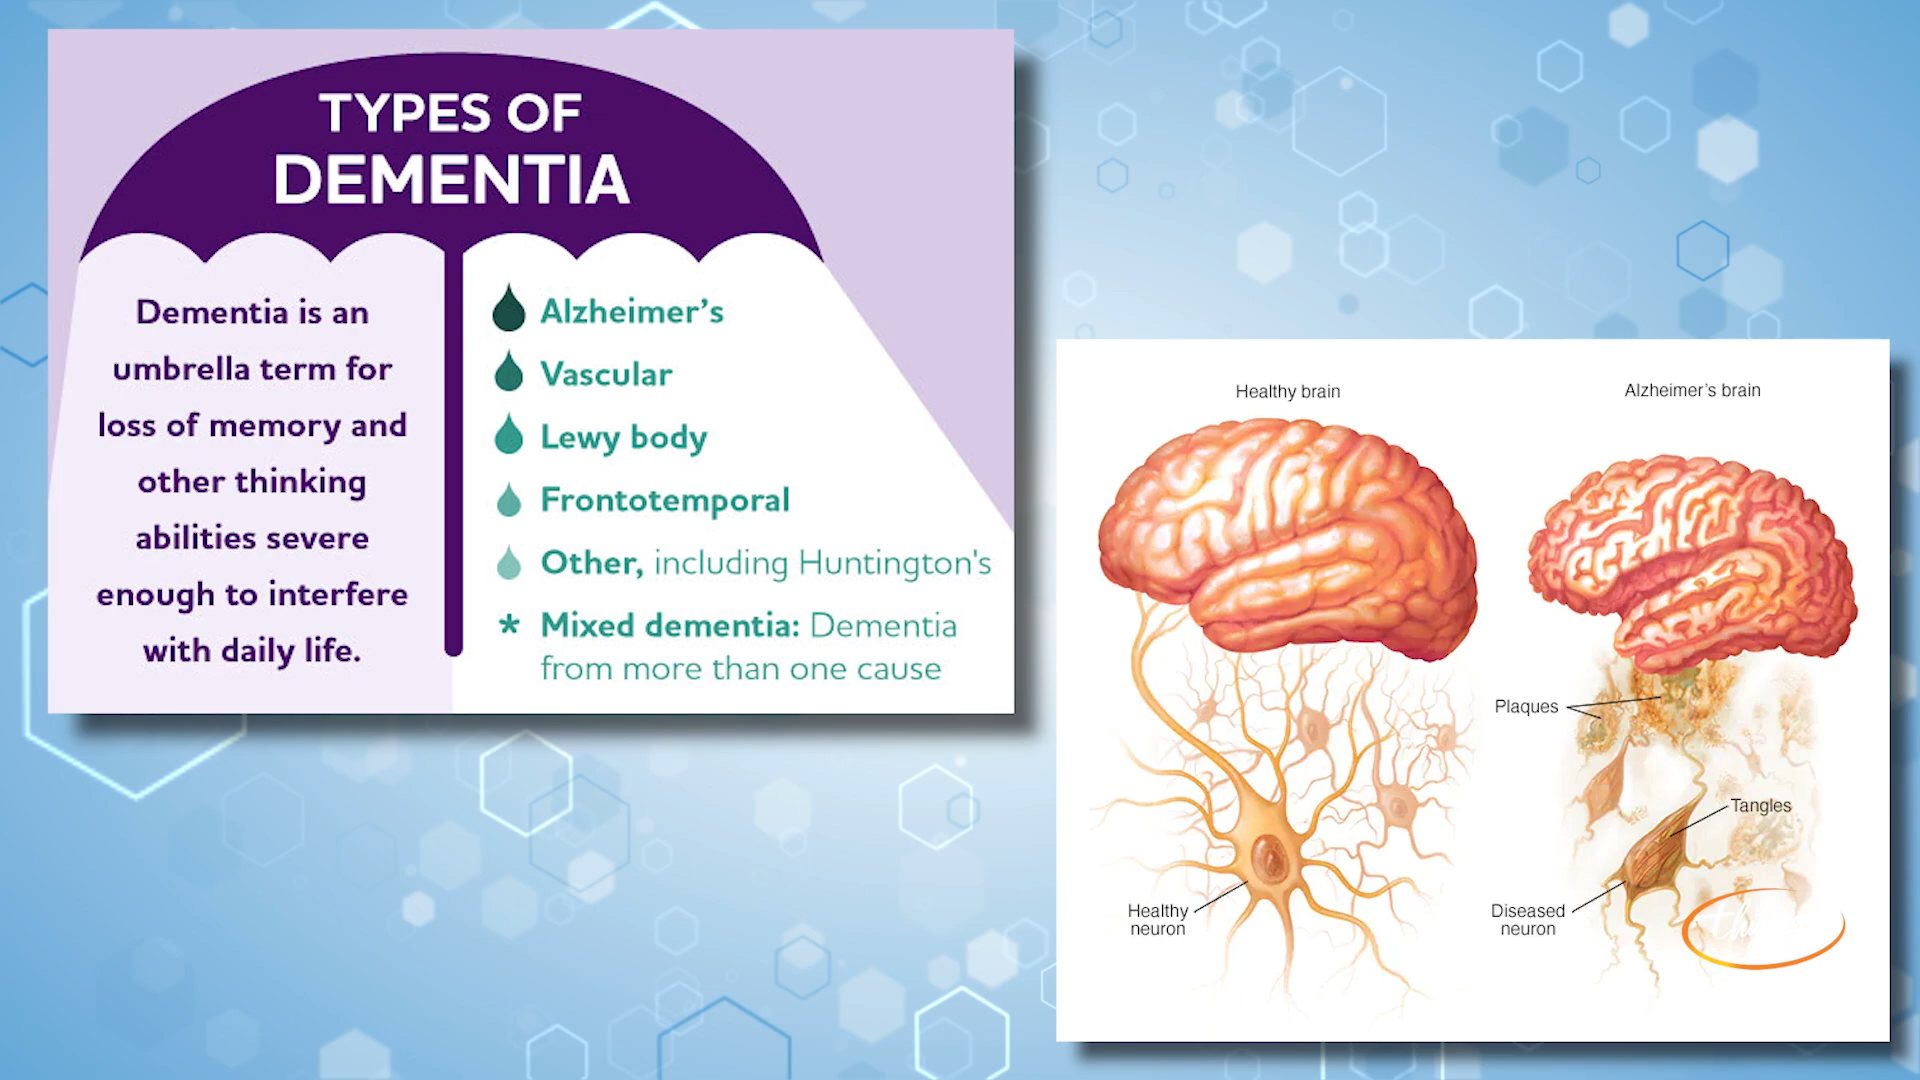 TYPES OF
DEMENTIA
Dementia is an
umbrella term for
loss of memory and
other thinking
abilities severe
enough to interfere
with daily life.
Alzheimer’s
Vascular
Lewy body
Frontotemporal
Other, including Huntington's
* Mixed dementia: Dementia
from more than one cause
Healthy brain
Alzheimer’s brain
Plaques
Tangles
Healthy
neuron
Diseased
neuron